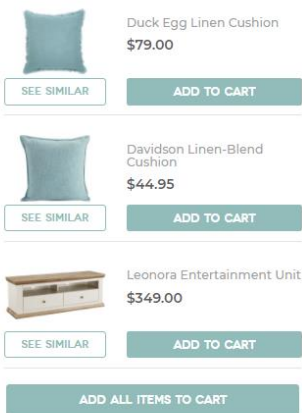 Duck Egg Linen Cushion
$79.00
SEE SIMILAR
ADD TO CART
Davidson Linen-Blend
Cushion
$44.95
SEE SIMILAR
ADD TO CART
Leonora Entertainment Unit
$349.00
SEE SIMILAR
ADD TO CART
ADD ALL ITEMS TO CART